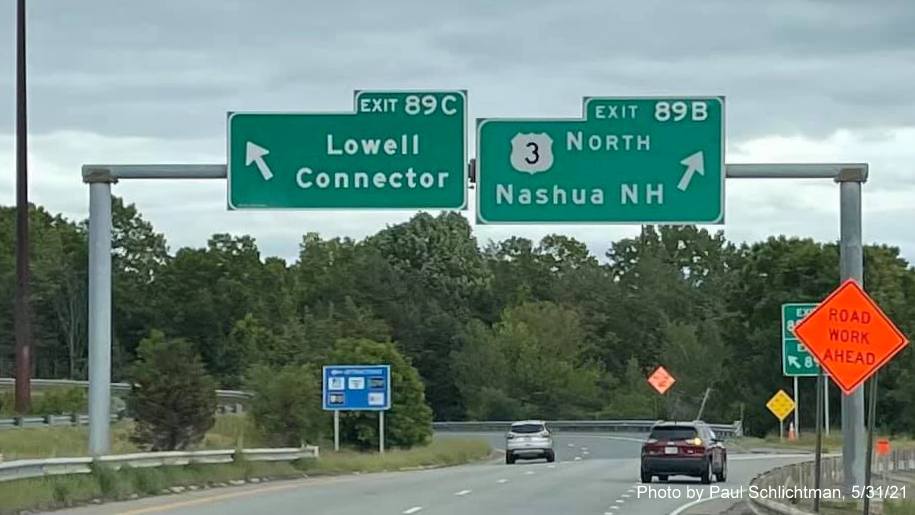 EXIT 89C
Lowell
Connector
EXIT 89B
3 NORTH
Nashua NH
ROAD
WORK
AHEAD
ATTRACTIONS
Photo by Paul Schlichtman, 5/31/21